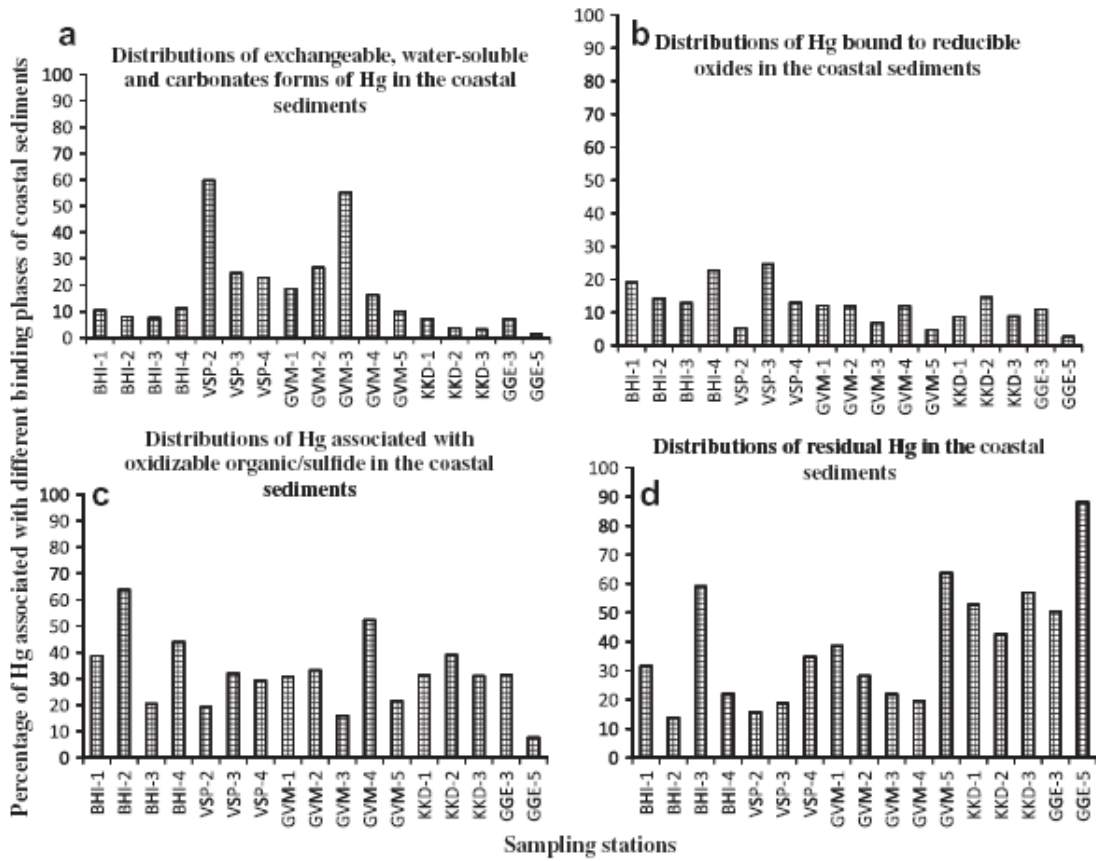 Percentage of Hg associated with different binding phases of coastal sediments
a
Distributions of exchangeable, water-soluble
and carbonates forms of Hg in the coastal
sediments
100
90
80
70
60
50
40
30
20
10
0
BHI-1
BHI-2
BHI-3
BHI-4
VSP-2
VSP-3
VSP-4
GVM-1
GVM-2
GVM-3
GVM-4
GVM-5
KKD-1
KKD-2
KKD-3
GGE-3
GGE-5
b
Distributions of Hg bound to reducible
oxides in the coastal sediments
100
90
80
70
60
50
40
30
20
10
0
BHI-1
BHI-2
BHI-3
BHI-4
VSP-2
VSP-3
VSP-4
GVM-1
GVM-2
GVM-3
GVM-4
GVM-5
KKD-1
KKD-2
KKD-3
GGE-3
GGE-5
c
Distributions of Hg associated with
oxidizable organic/sulfide in the coastal
sediments
100
90
80
70
60
50
40
30
20
10
0
BHI-1
BHI-2
BHI-3
BHI-4
VSP-2
VSP-3
VSP-4
GVM-1
GVM-2
GVM-3
GVM-4
GVM-5
KKD-1
KKD-2
KKD-3
GGE-3
GGE-5
d
Distributions of residual Hg in the coastal
sediments
100
90
80
70
60
50
40
30
20
10
0
BHI-1
BHI-2
BHI-3
BHI-4
VSP-2
VSP-3
VSP-4
GVM-1
GVM-2
GVM-3
GVM-4
GVM-5
KKD-1
KKD-2
KKD-3
GGE-3
GGE-5
Sampling stations